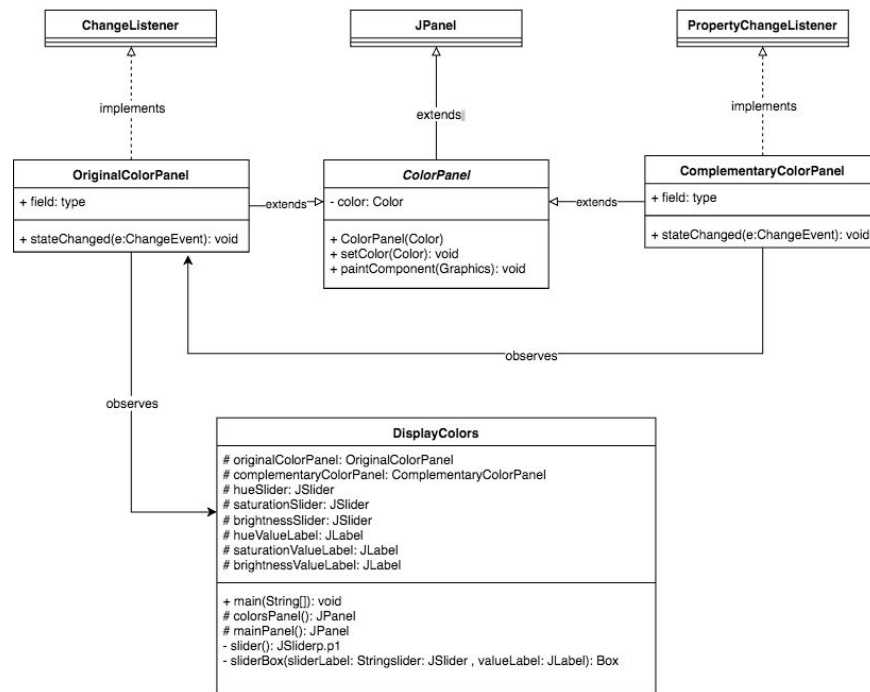 ChangeListener
JPanel
PropertyChangeListener
implements
extends
implements
OriginalColorPanel
+ field: type
+ stateChanged(e:ChangeEvent): void
extends
ColorPanel
- color: Color
+ ColorPanel(Color)
+ setColor(Color): void
+ paintComponent(Graphics): void
extends
ComplementaryColorPanel
+ field: type
+ stateChanged(e:ChangeEvent): void
observes
observes
DisplayColors
# originalColorPanel: OriginalColorPanel
# complementaryColorPanel: ComplementaryColorPanel
# hueSlider: JSlider
# saturationSlider: JSlider
# brightnessSlider: JSlider
# hueValueLabel: JLabel
# saturationValueLabel: JLabel
# brightnessValueLabel: JLabel
+ main(String[]): void
# colorsPanel(): JPanel
# mainPanel(): JPanel
- slider(): JSliderp.p1
- sliderBox(sliderLabel: Stringslider: JSlider , valueLabel: JLabel): Box